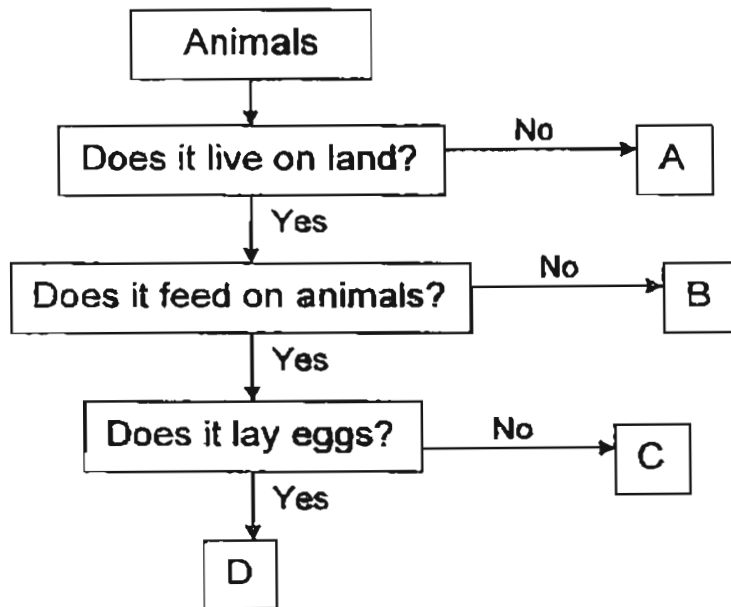 Animals
Does it live on land?
No
A
Yes
Does it feed on animals?
No
B
Yes
Does it lay eggs?
No
C
Yes
D